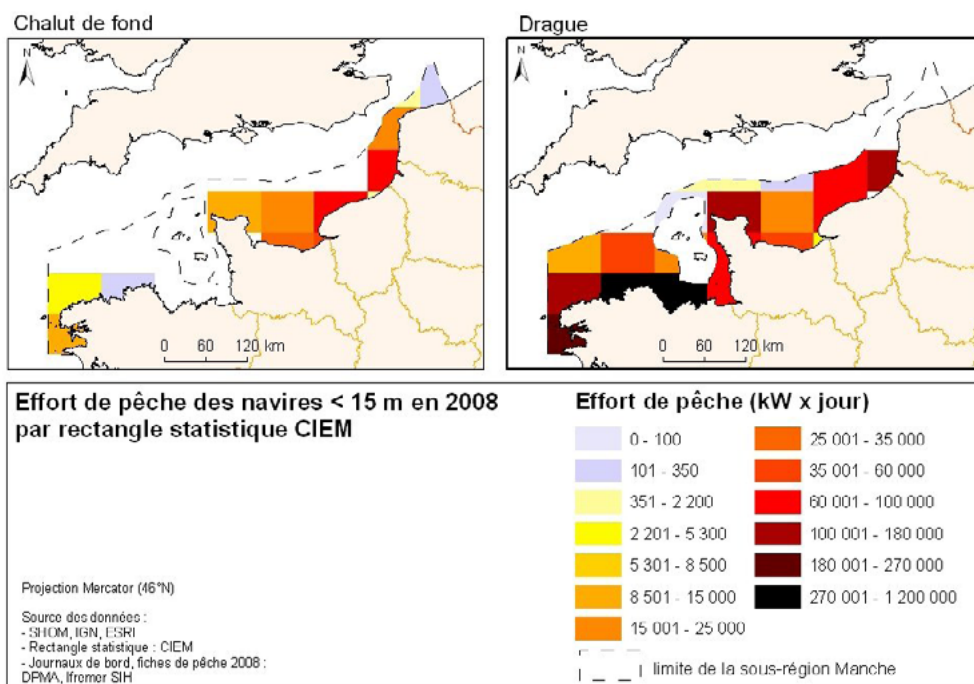 Chalut de fond
N
0 60 120 km
Drague
N
0 60 120 km
Effort de pêche des navires < 15 m en 2008
par rectangle statistique CIEM
Projection Mercator (46°N)
Source des données :
- SHOM, IGN, ESRI
- Rectangle statistique : CIEM
- Journaux de bord, fiches de pêche 2008 :
DPMA, Ifremer SIH
Effort de pêche (kW x jour)
0 - 100
101 - 350
351 - 2 200
2 201 - 5 300
5 301 - 8 500
8 501 - 15 000
15 001 - 25 000
25 001 - 35 000
35 001 - 60 000
60 001 - 100 000
100 001 - 180 000
180 001 - 270 000
270 001 - 1 200 000
limite de la sous-région Manche